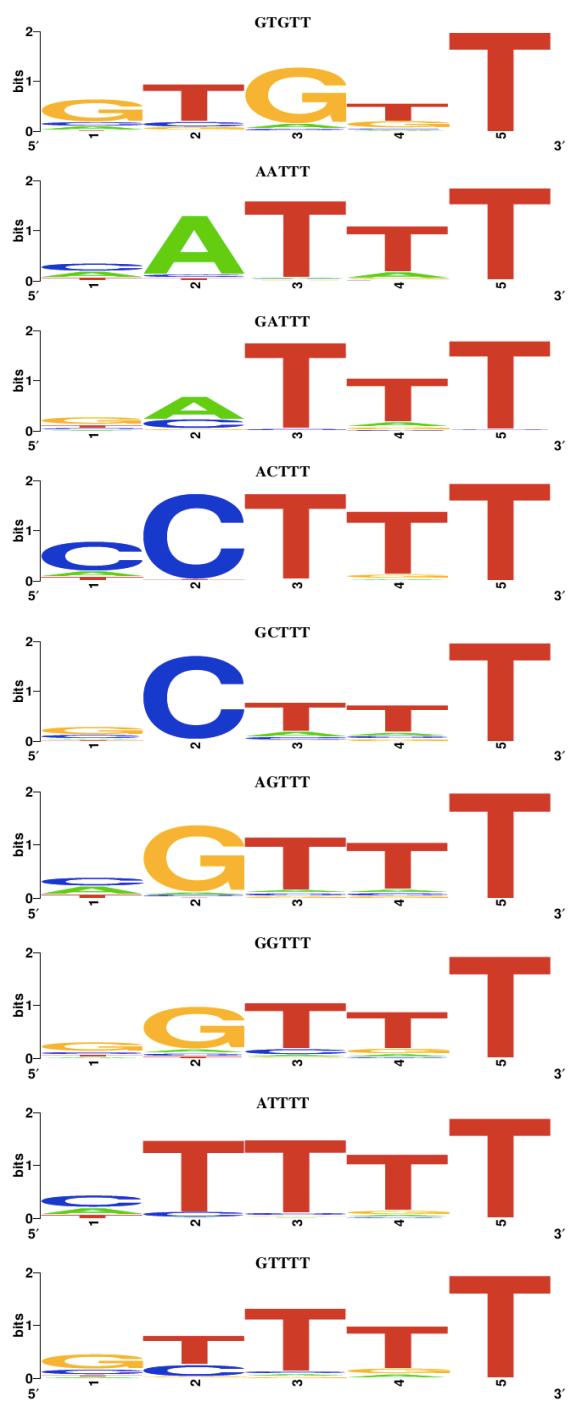 GTGTT
2
bits
1
G T G T T
0
1 2 3 4 5
5′ 3′
AATTT
2
bits
1
C A T T T
0
1 2 3 4 5
5′ 3′
GATTT
2
bits
1
G A T T T
0
1 2 3 4 5
5′ 3′
ACTTT
2
bits
1
C C T T T
0
1 2 3 4 5
5′ 3′
GCTTT
2
bits
1
G C T T T
0
1 2 3 4 5
5′ 3′
AGTTT
2
bits
1
C G T T T
0
1 2 3 4 5
5′ 3′
GGTTT
2
bits
1
G G T T T
0
1 2 3 4 5
5′ 3′
ATTTT
2
bits
1
C T T T T
0
1 2 3 4 5
5′ 3′
GTTTT
2
bits
1
G T T T T
0
1 2 3 4 5
5′ 3′